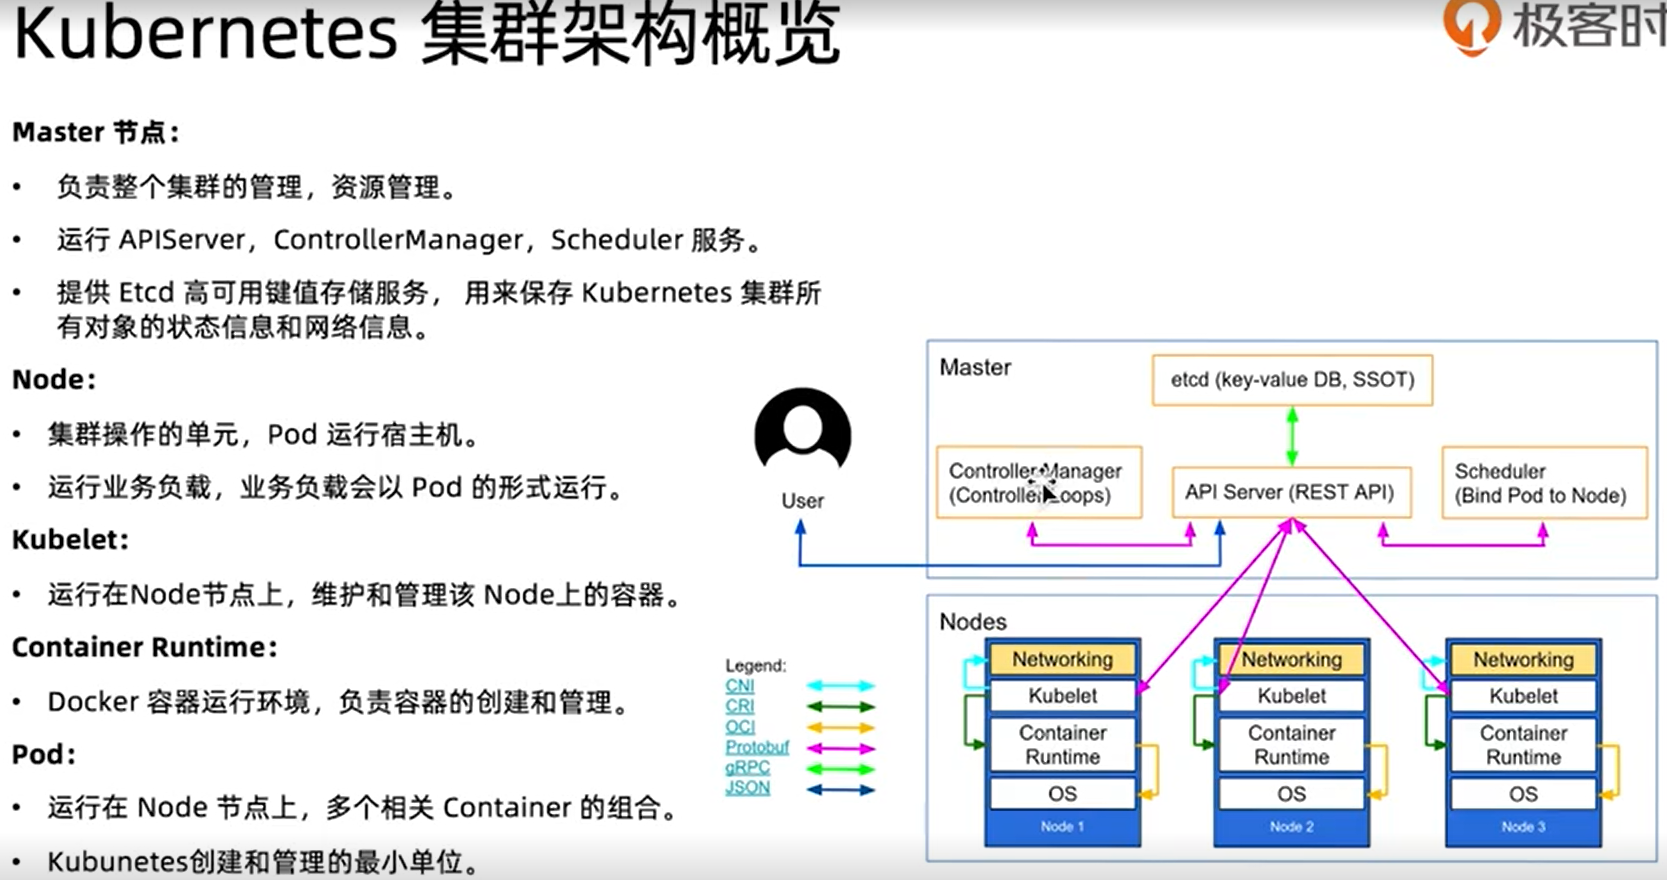 Kubernetes 集群架构概览
极客时
Master 节点：
• 负责整个集群的管理，资源管理。
• 运行 APIServer，ControllerManager，Scheduler 服务。
• 提供 Etcd 高可用键值存储服务， 用来保存 Kubernetes 集群所
有对象的状态信息和网络信息。
Node：
• 集群操作的单元，Pod 运行宿主机。
• 运行业务负载，业务负载会以 Pod 的形式运行。
Kubelet：
• 运行在Node节点上，维护和管理该 Node上的容器。
Container Runtime：
• Docker 容器运行环境，负责容器的创建和管理。
Pod：
• 运行在 Node 节点上，多个相关 Container 的组合。
• Kubunetes创建和管理的最小单位。
User
Master
etcd (key-value DB, SSOT)
Controller Manager
(Controller Loops)
API Server (REST API)
Scheduler
(Bind Pod to Node)
Legend:
CNI
CRI
OCI
Protobuf
gRPC
JSON
Nodes
Networking
Kubelet
Container
Runtime
OS
Node 1
Networking
Kubelet
Container
Runtime
OS
Node 2
Networking
Kubelet
Container
Runtime
OS
Node 3